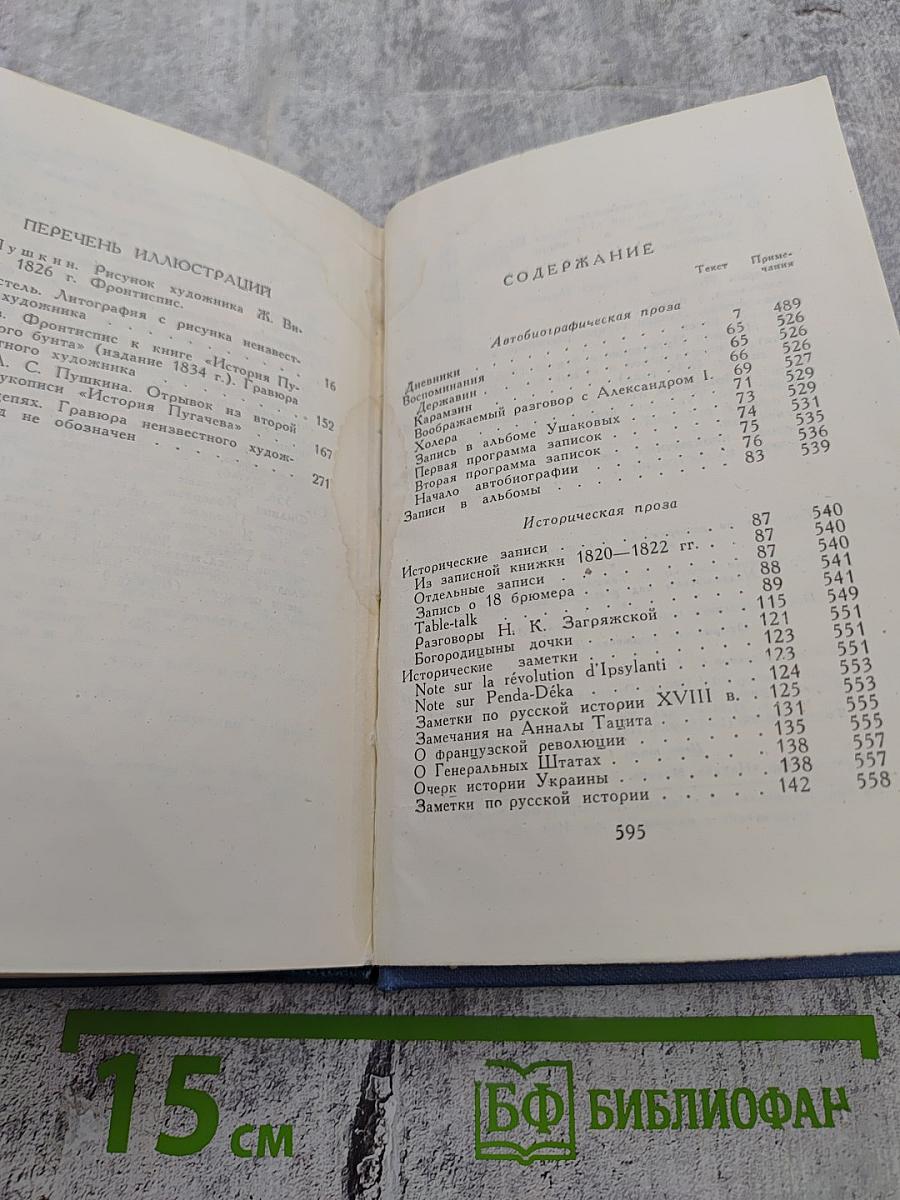 ПЕРЕЧЕНЬ ИЛЛЮСТРАЦИЙ
Пушкин. Рисунок художника Ж. Ви-
1826 г. Фронтиспис.
стель. Литография с рисунка неизвест-
художника . . . . . . . 16
Фронтиспис к книге «История Пу-
ого бунта» (издание 1834 г.). Гравюра
тного художника . . . . . . 152
С. Пушкина. Отрывок из второй
укописи «История Пугачева» . . 167
цепях. Гравюра неизвестного худож-
не обозначен . . . . . . 271
СОДЕРЖАНИЕ
Текст Приме-
чания
Автобиографическая проза
Дневники . . . . . . . 7 489
Воспоминания . . . . . . . 65 526
Державин . . . . . . . 65 526
Карамзин . . . . . . . 66 526
Воображаемый разговор с Александром I. 69 527
Холера . . . . . . . 71 529
Запись в альбоме Ушаковых . . . . 73 529
Первая программа записок . . . . 74 531
Вторая программа записок . . . . 75 535
Начало автобиографии . . . . . 76 536
Записи в альбомы . . . . . . 83 539
Историческая проза
Исторические записи . . . . . . 87 540
Из записной книжки 1820—1822 гг. . . 87 540
Отдельные записи . . . . . . 87 540
Запись о 18 брюмера . . . . . 88 541
Table-talk . . . . . . . 89 541
Разговоры Н. К. Загряжской . . . . 115 549
Богородицыны дочки . . . . . 121 551
Исторические заметки . . . . . 123 551
Note sur la révolution d'Ipsylanti . . . . 123 551
Note sur Penda-Déka . . . . . 124 553
Заметки по русской истории XVIII в. . . 125 553
Замечания на Анналы Тацита . . . . 131 555
О французской революции . . . . 135 555
О Генеральных Штатах . . . . . 138 557
Очерк истории Украины . . . . . 138 557
Заметки по русской истории . . . . . 142 558
595
15 см
БФ БИБЛИОФАН